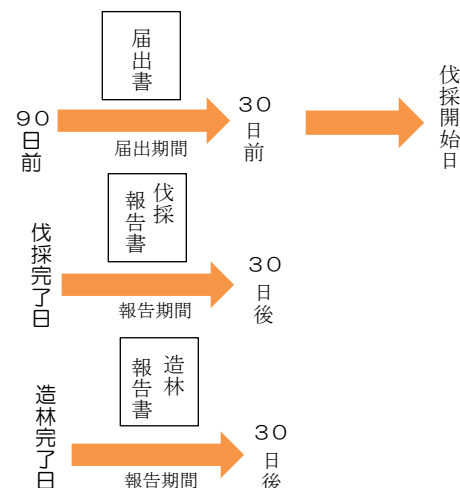 届出書
90日前
届出期間
30日前
伐採開始日
伐採
報告書
伐採完了日
報告期間
30日後
造林
報告書
造林完了日
報告期間
30日後